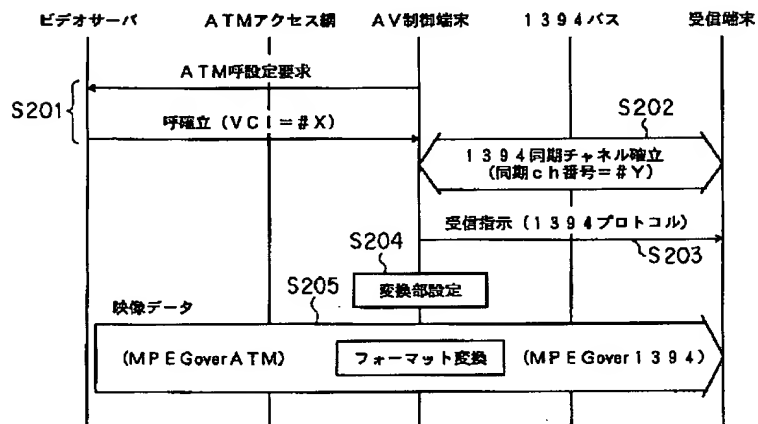 ビデオサーバ
ATMアクセス網
AV制御端末
1394バス
受信端末
ATM呼設定要求
S201
呼確立(VCI=#X)
S202
1394同期チャネル確立
(同期ch番号=#Y)
受信指示(1394プロトコル)
S203
S204
変換部設定
S205
映像データ
(MPEGoverATM)
フォーマット変換
(MPEGover1394)